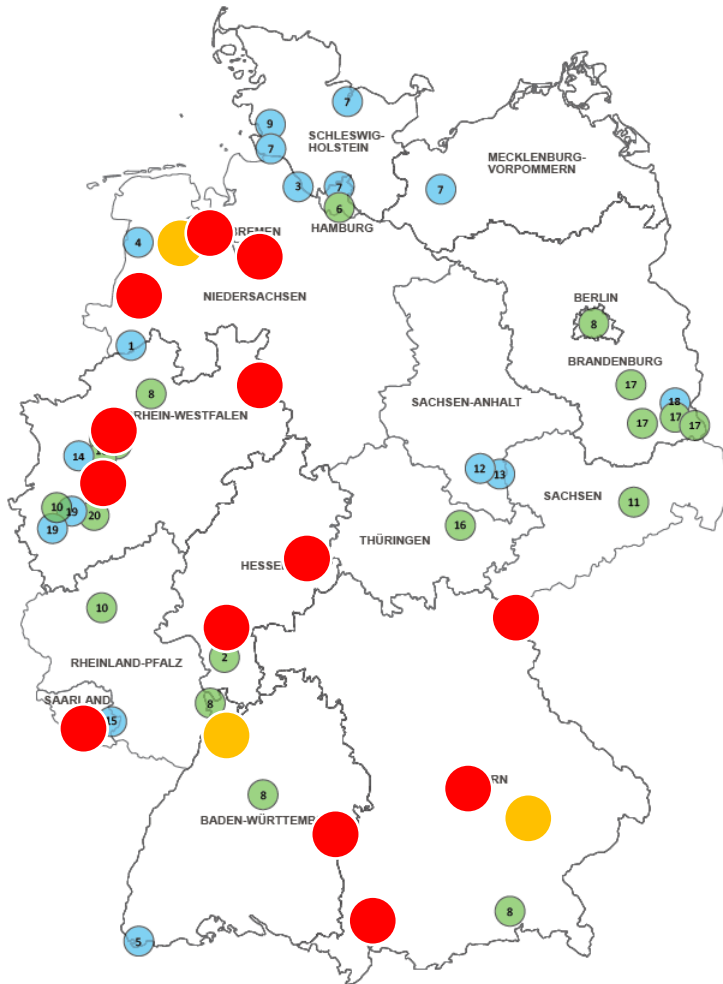 7
9
SCHLESWIG-
HOLSTEIN
7
MECKLENBURG-
VORPOMMERN
3
7
7
6
HAMBURG
BREMEN
4
NIEDERSACHSEN
BERLIN
8
1
BRANDENBURG
17
8
SACHSEN-ANHALT
18
RHEIN-WESTFALEN
17
17
17
14
12
13
SACHSEN
11
10
19
20
19
16
THÜRINGEN
HESSE
10
2
RHEINLAND-PFALZ
SAARLAND
8
15
8
RN
BADEN-WÜRTTEMB
8
5